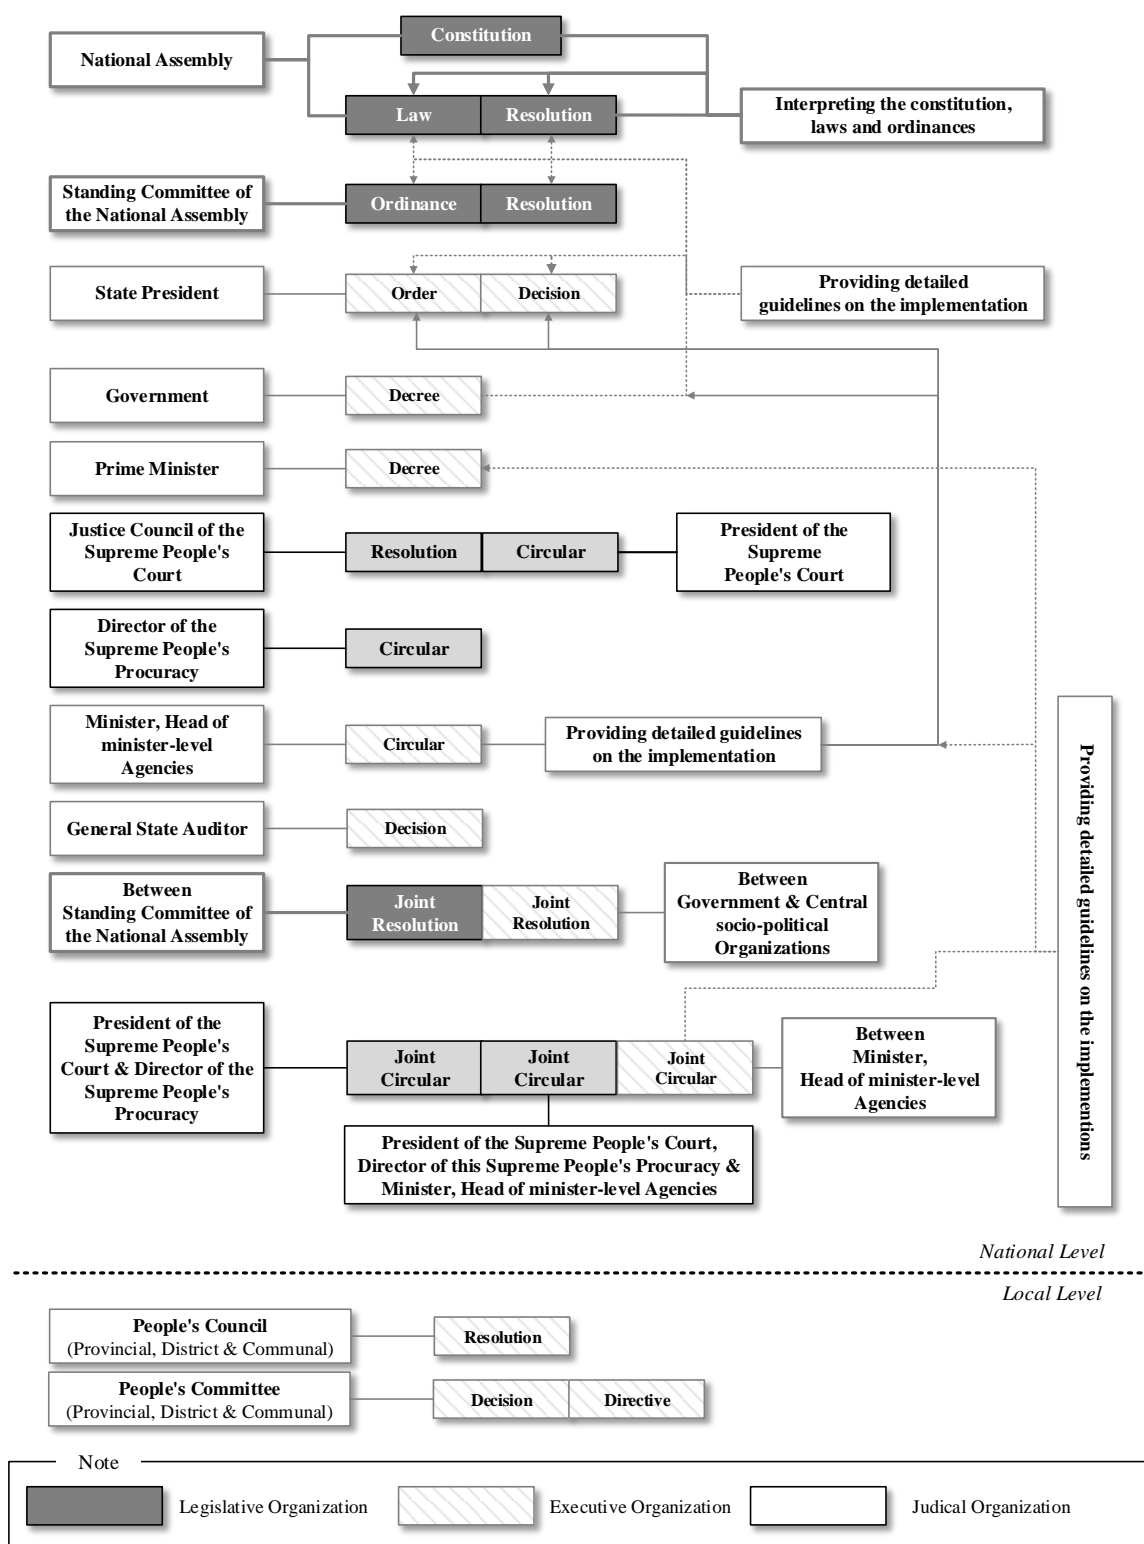 Constitution
National Assembly
Law
Resolution
Interpreting the constitution,
laws and ordinances
Standing Committee of
the National Assembly
Ordinance
Resolution
State President
Order
Decision
Providing detailed
guidelines on the implementation
Government
Decree
Prime Minister
Decree
Justice Council of the
Supreme People's
Court
Resolution
Circular
President of the
Supreme
People's Court
Director of the
Supreme People's
Procuracy
Circular
Minister, Head of
minister-level
Agencies
Circular
Providing detailed guidelines
on the implementation
General State Auditor
Decision
Between
Standing Committee of
the National Assembly
Joint
Resolution
Joint
Resolution
Between
Government & Central
socio-political
Organizations
Providing detailed guidelines on the implementions
President of the
Supreme People's
Court & Director of the
Supreme People's
Procuracy
Joint
Circular
Joint
Circular
Joint
Circular
Between
Minister,
Head of minister-level
Agencies
President of the Supreme People's Court,
Director of this Supreme People's Procuracy &
Minister, Head of minister-level Agencies
National Level
Local Level
People's Council
(Provincial, District & Communal)
Resolution
People's Committee
(Provincial, District & Communal)
Decision
Directive
Note
Legislative Organization
Executive Organization
Judical Organization